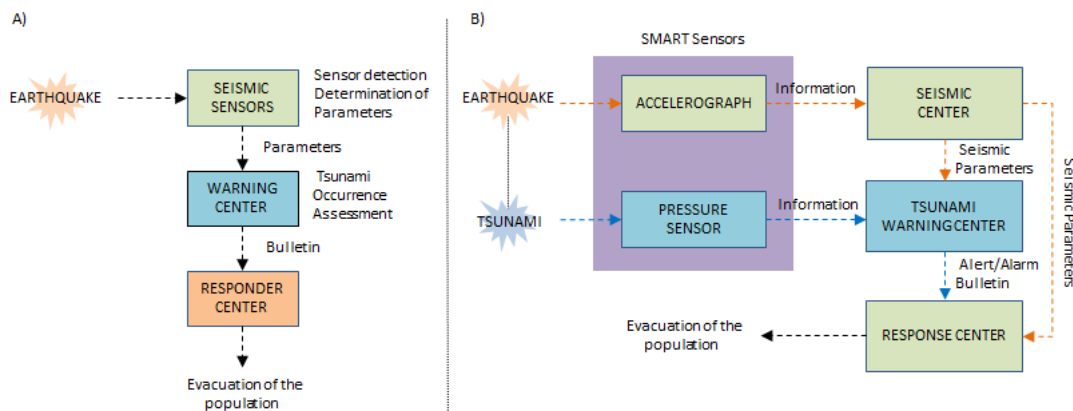 A)
EARTHQUAKE
SEISMIC
SENSORS
Sensor detection
Determination of
Parameters
Parameters
WARNING
CENTER
Tsunami
Occurrence
Assessment
Bulletin
RESPONDER
CENTER
Evacuation of the
population
B)
SMART Sensors
EARTHQUAKE
ACCELEROGRAPH
Information
SEISMIC
CENTER
Seismic
Parameters
Seismic Parameters
TSUNAMI
PRESSURE
SENSOR
Information
TSUNAMI
WARNINGCENTER
Alert/Alarm
Bulletin
RESPONSE CENTER
Evacuation of the
population